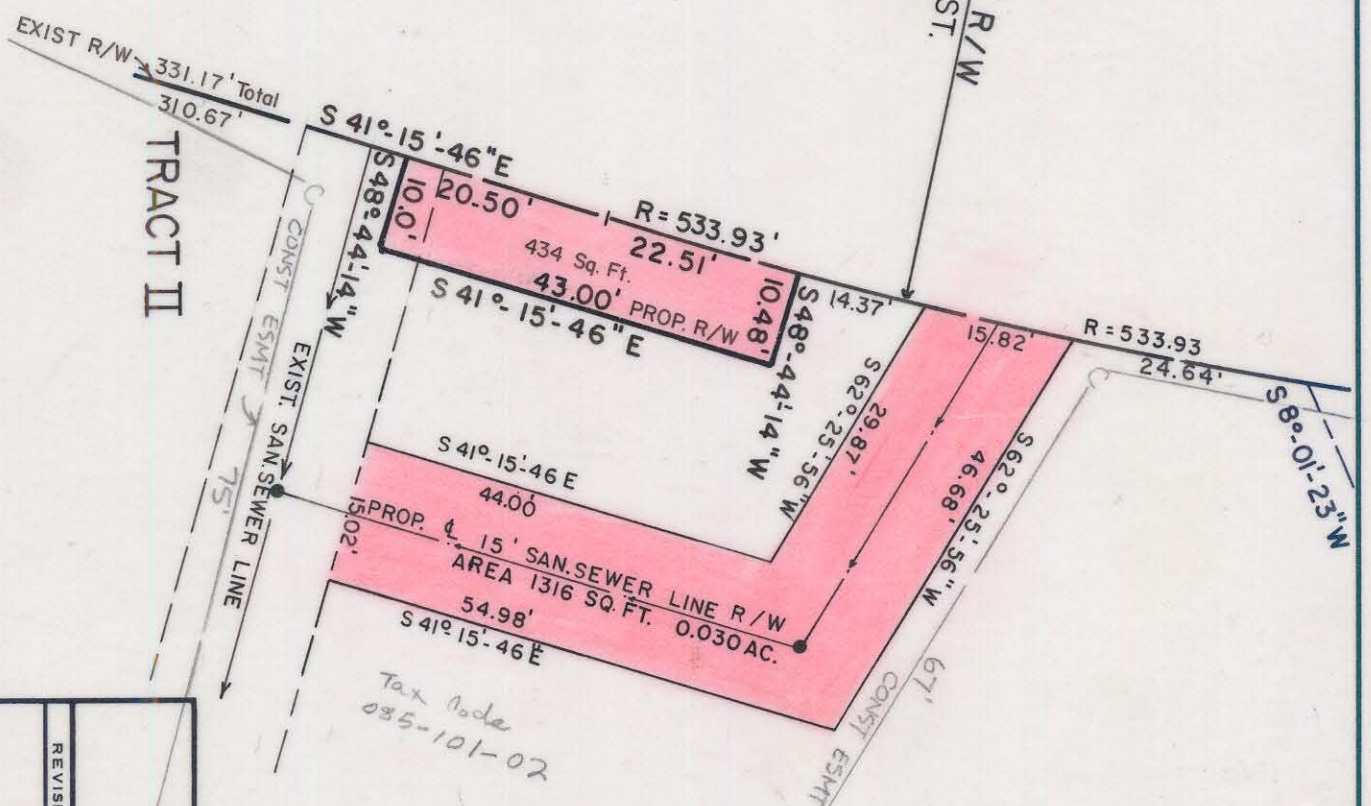 EXIST R/W
331.17' Total
310.67'
TRACT II
R/W
ST.
S 41°-15'-46"E
20.50'
R = 533.93'
22.51'
S 48°-44'-14"W
10.0'
434 Sq. Ft.
43.00' PROP. R/W
S 41°-15'-46"E
10.48'
S 48°-44'-14"W
14.37'
15.82'
R = 533.93
24.64'
S 8°-01'-23"W
S 62°-25'-56"W
29.87'
S 62°-25'-56"W
46.68'
67'
CONST ESMT
CONST ESMT
75'
EXIST. SAN.SEWER LINE
S 41°-15'-46 E
44.00'
15.02'
PROP. ℄ 15' SAN.SEWER LINE R/W
AREA 1316 SQ.FT. 0.030 AC.
54.98'
S 41°-15'-46 E
Tax Code
085-101-02
REVISI